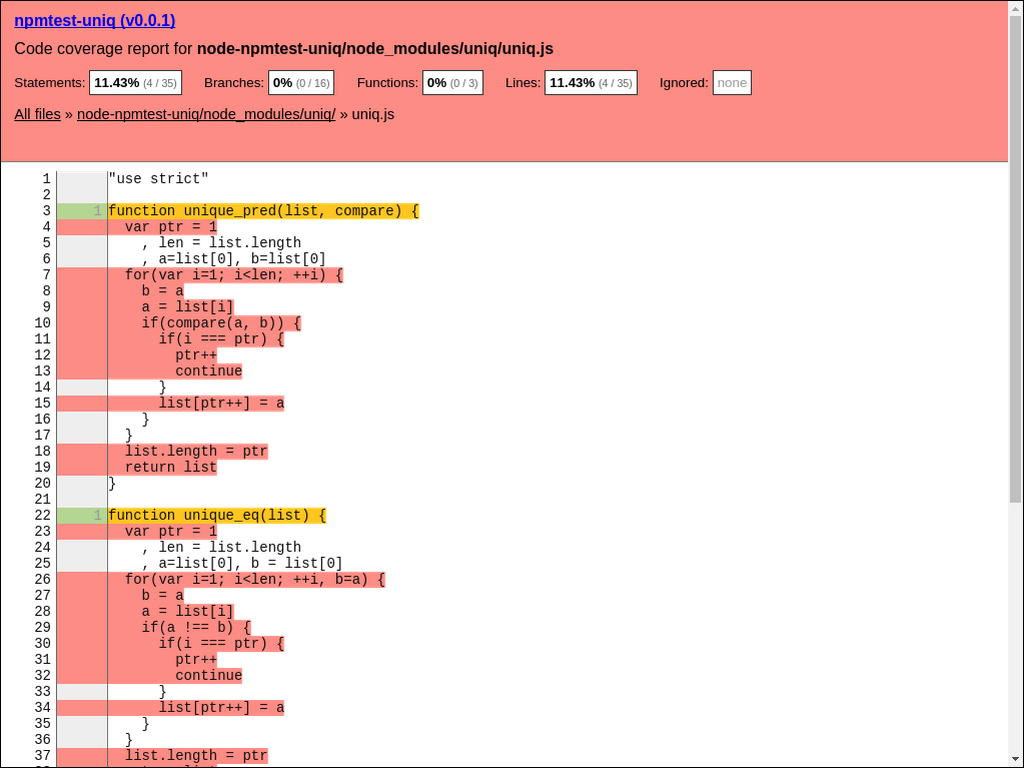 npmtest-uniq (v0.0.1)
Code coverage report for node-npmtest-uniq/node_modules/uniq/uniq.js
Statements: 11.43% (4 / 35) Branches: 0% (0 / 16) Functions: 0% (0 / 3) Lines: 11.43% (4 / 35) Ignored: none
All files » node-npmtest-uniq/node_modules/uniq/ » uniq.js
1 "use strict"
2
3 1 function unique_pred(list, compare) {
4   var ptr = 1
5     , len = list.length
6     , a=list[0], b=list[0]
7   for(var i=1; i<len; ++i) {
8     b = a
9     a = list[i]
10     if(compare(a, b)) {
11       if(i === ptr) {
12         ptr++
13         continue
14       }
15       list[ptr++] = a
16     }
17   }
18   list.length = ptr
19   return list
20 }
21
22 1 function unique_eq(list) {
23   var ptr = 1
24     , len = list.length
25     , a=list[0], b = list[0]
26   for(var i=1; i<len; ++i, b=a) {
27     b = a
28     a = list[i]
29     if(a !== b) {
30       if(i === ptr) {
31         ptr++
32         continue
33       }
34       list[ptr++] = a
35     }
36   }
37   list.length = ptr